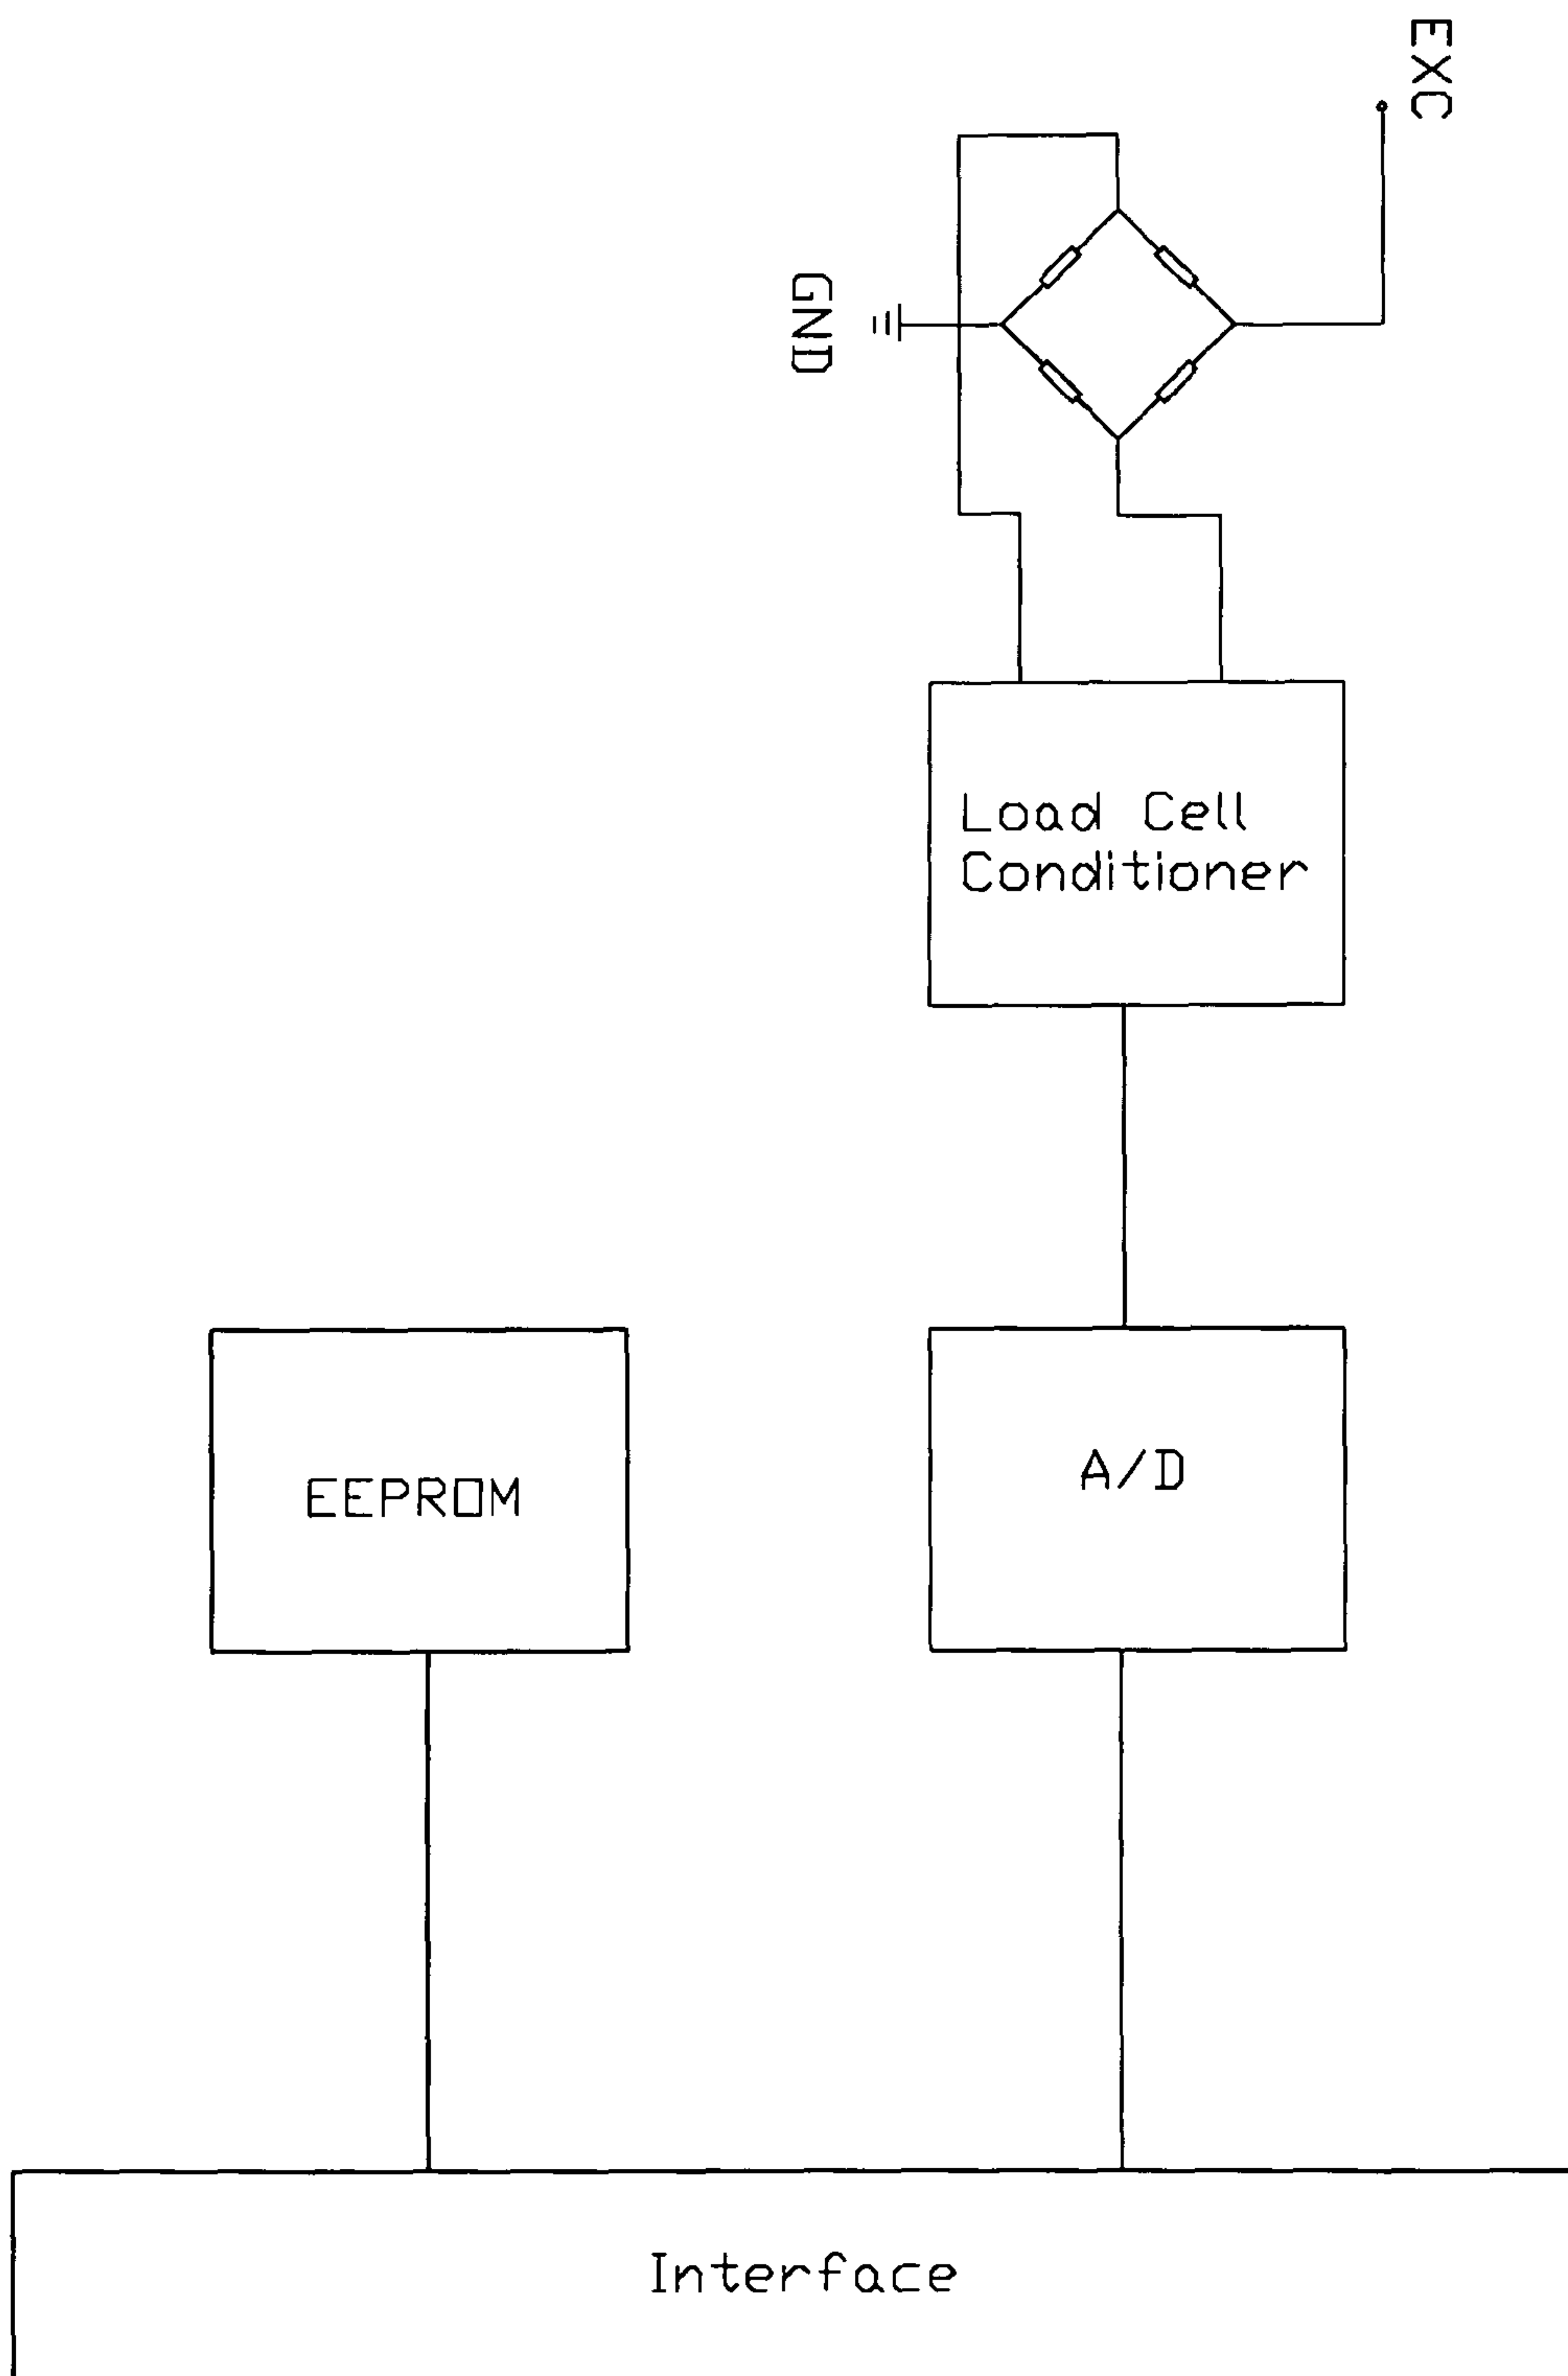 EXC
GND
Load Cell
Conditioner
EEPROM
A/D
Interface